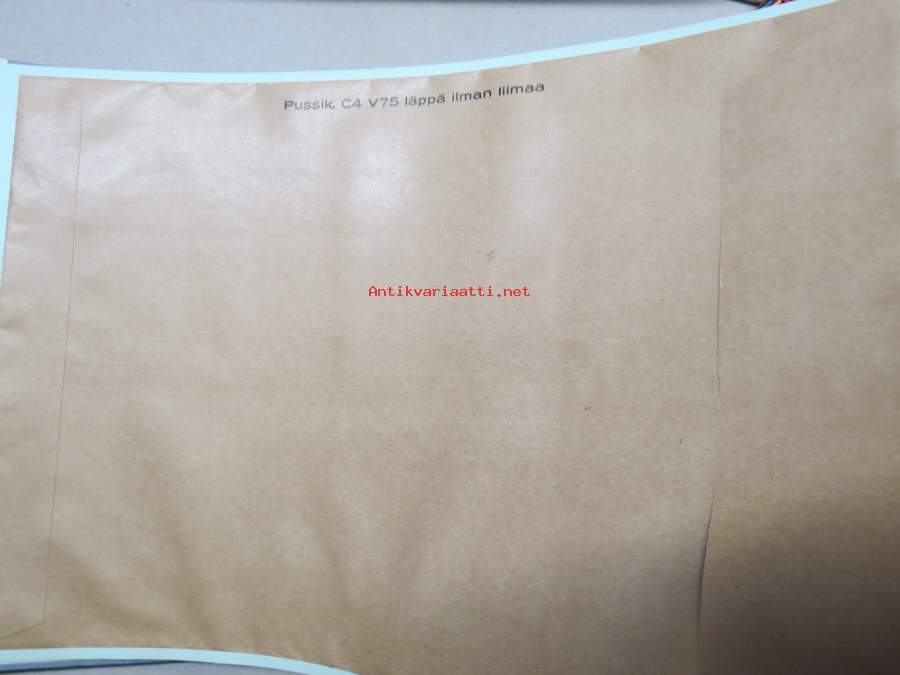 Pussik. C4 V75 läppä ilman liimaa
Antikvariaatti.net